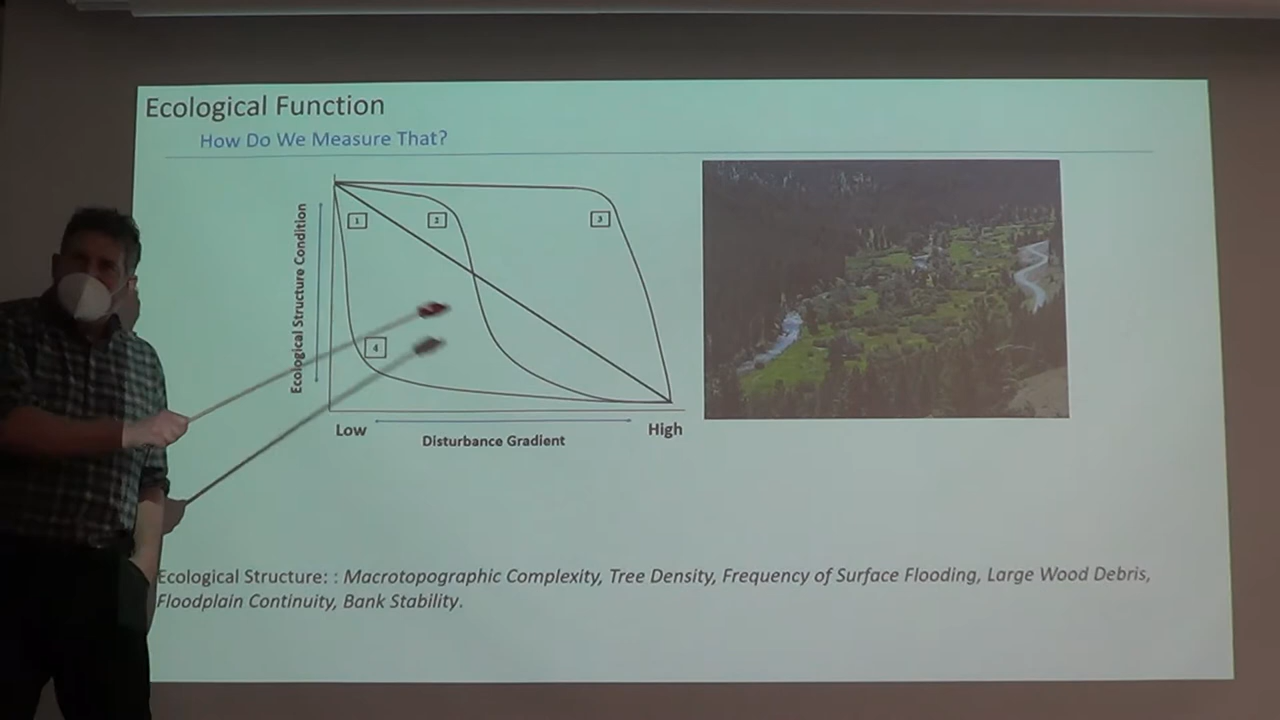 Ecological Function
How Do We Measure That?
Ecological Structure Condition
1
2
3
4
Low
High
Disturbance Gradient
Ecological Structure: : Macrotopographic Complexity, Tree Density, Frequency of Surface Flooding, Large Wood Debris,
Floodplain Continuity, Bank Stability.